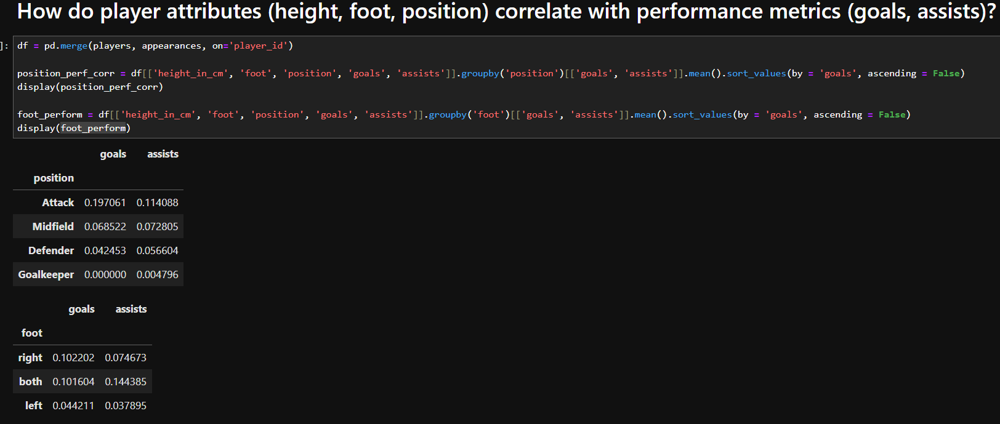 How do player attributes (height, foot, position) correlate with performance metrics (goals, assists)?
]: df = pd.merge(players, appearances, on='player_id')
position_perf_corr = df[['height_in_cm', 'foot', 'position', 'goals', 'assists']].groupby('position')[['goals', 'assists']].mean().sort_values(by = 'goals', ascending = False)
display(position_perf_corr)
foot_perform = df[['height_in_cm', 'foot', 'position', 'goals', 'assists']].groupby('foot')[['goals', 'assists']].mean().sort_values(by = 'goals', ascending = False)
display(foot_perform)
goals assists
position
Attack 0.197061 0.114088
Midfield 0.068522 0.072805
Defender 0.042453 0.056604
Goalkeeper 0.000000 0.004796
goals assists
foot
right 0.102202 0.074673
both 0.101604 0.144385
left 0.044211 0.037895